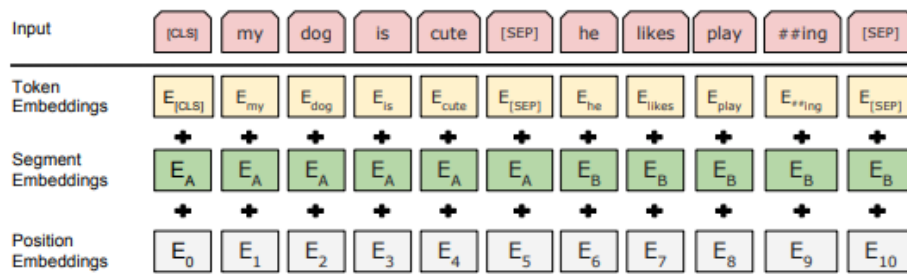 Input [CLS] my dog is cute [SEP] he likes play ##ing [SEP]
Token
Embeddings E[CLS] Emy Edog Eis Ecute E[SEP] Ehe Elikes Eplay E##ing E[SEP]
+ + + + + + + + + + +
Segment
Embeddings EA EA EA EA EA EA EB EB EB EB EB
+ + + + + + + + + + +
Position
Embeddings E0 E1 E2 E3 E4 E5 E6 E7 E8 E9 E10